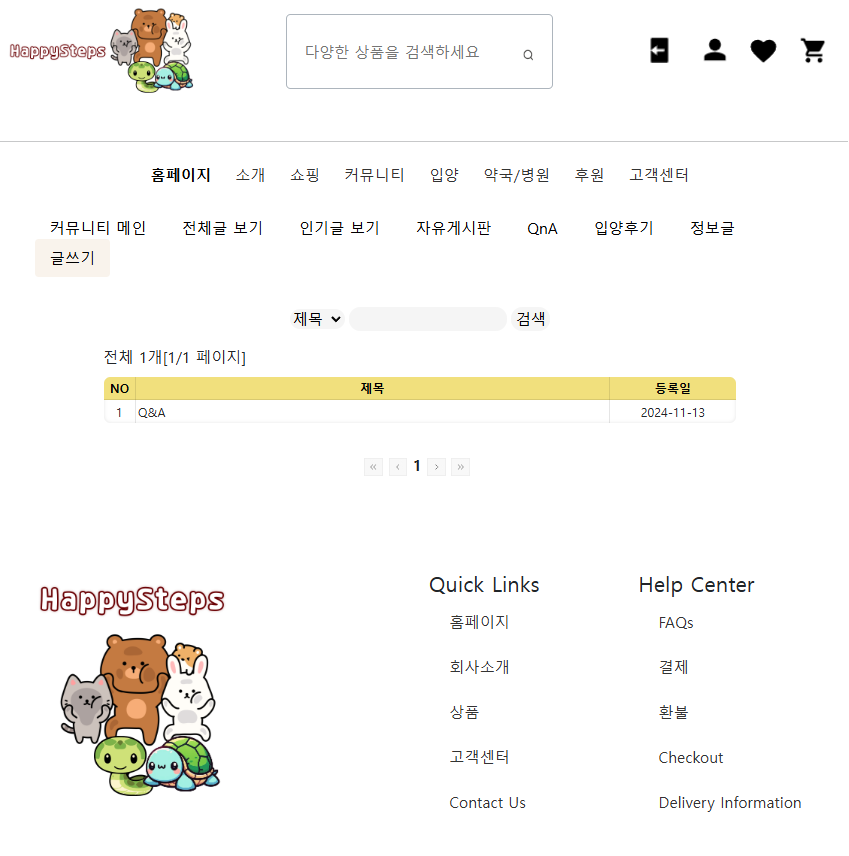 HappySteps
다양한 상품을 검색하세요
홈페이지 소개 쇼핑 커뮤니티 입양 약국/병원 후원 고객센터
커뮤니티 메인 전체글 보기 인기글 보기 자유게시판 QnA 입양후기 정보글
글쓰기
제목 검색
전체 1개[1/1 페이지]
NO 제목 등록일
1 Q&A 2024-11-13
« ‹ 1 › »
HappySteps
Quick Links
홈페이지
회사소개
상품
고객센터
Contact Us
Help Center
FAQs
결제
환불
Checkout
Delivery Information